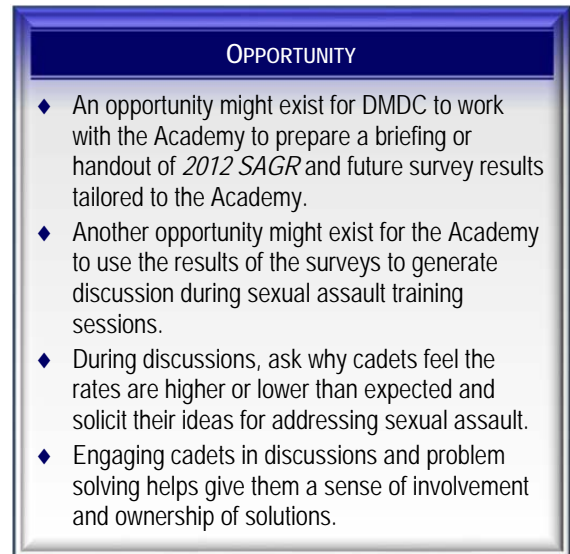 OPPORTUNITY
♦ An opportunity might exist for DMDC to work
with the Academy to prepare a briefing or
handout of 2012 SAGR and future survey results
tailored to the Academy.
♦ Another opportunity might exist for the Academy
to use the results of the surveys to generate
discussion during sexual assault training
sessions.
♦ During discussions, ask why cadets feel the
rates are higher or lower than expected and
solicit their ideas for addressing sexual assault.
♦ Engaging cadets in discussions and problem
solving helps give them a sense of involvement
and ownership of solutions.